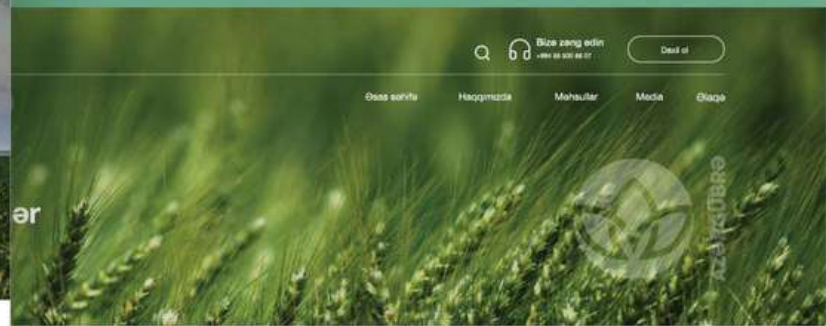 Bizə zəng edin
Daxil ol
Əsas səhifə Haqqımızda Məhsullar Media Əlaqə
ər
AZƏRGÜBRƏ